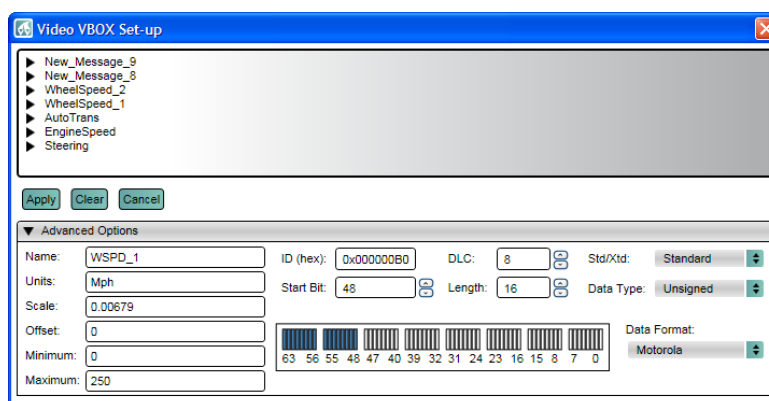 Video VBOX Set-up
New_Message_9
New_Message_8
WheelSpeed_2
WheelSpeed_1
AutoTrans
EngineSpeed
Steering
Apply Clear Cancel
Advanced Options
Name: WSPD_1 ID (hex): 0x000000B0 DLC: 8 Std/Xtd: Standard
Units: Mph Start Bit: 48 Length: 16 Data Type: Unsigned
Scale: 0.00679
Offset: 0 Data Format:
Minimum: 0 Motorola
63 56 55 48 47 40 39 32 31 24 23 16 15 8 7 0
Maximum: 250